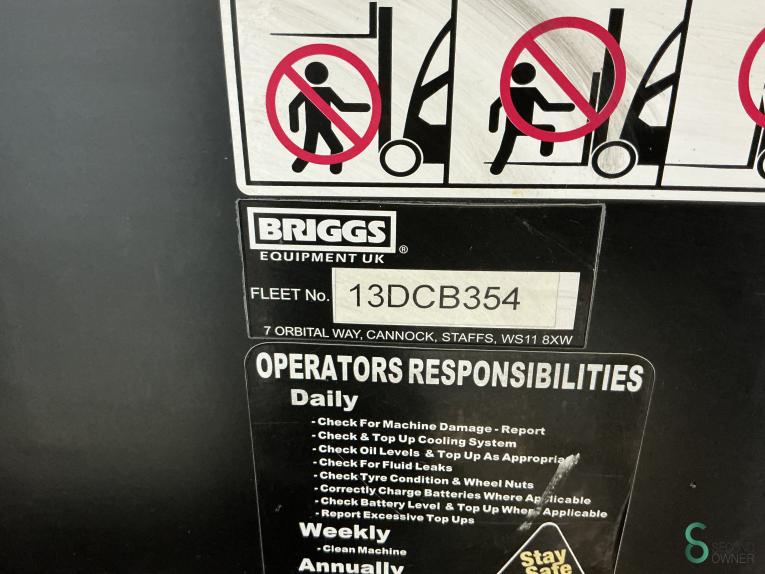 BRIGGS®
EQUIPMENT UK
FLEET No. 13DCB354
7 ORBITAL WAY, CANNOCK, STAFFS, WS11 8XW
OPERATORS RESPONSIBILITIES
Daily
- Check For Machine Damage - Report
- Check & Top Up Cooling System
- Check Oil Levels & Top Up As Appropriate
- Check For Fluid Leaks
- Check Tyre Condition & Wheel Nuts
- Correctly Charge Batteries Where Applicable
- Check Battery Level & Top Up When Applicable
- Report Excessive Top Ups
Weekly
- Clean Machine
Annually
Stay
Safe
SECOND
OWNER